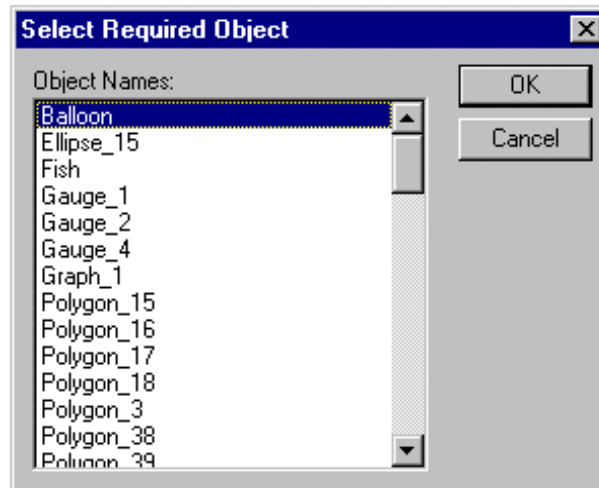 Select Required Object
Object Names:
OK
Cancel
Balloon
Ellipse_15
Fish
Gauge_1
Gauge_2
Gauge_4
Graph_1
Polygon_15
Polygon_16
Polygon_17
Polygon_18
Polygon_3
Polygon_38
Polygon_39